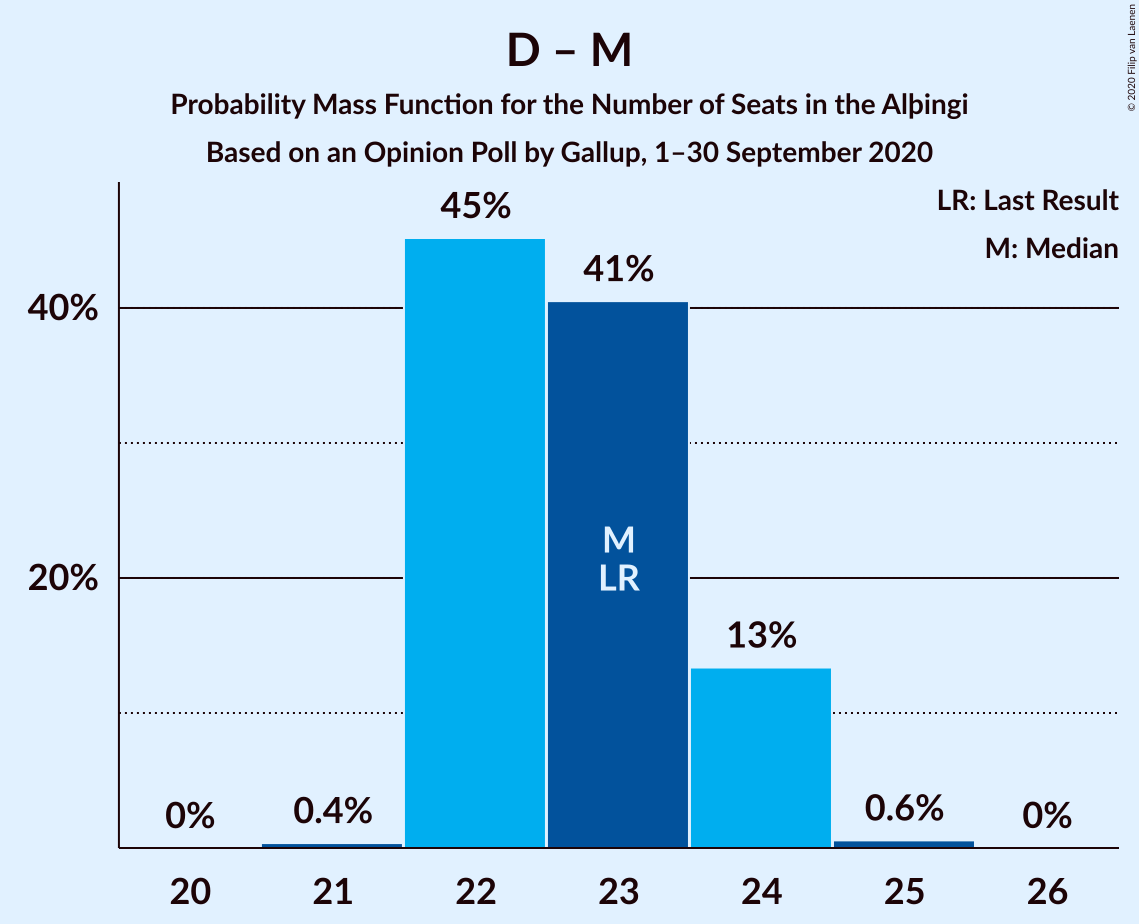 D – M
Probability Mass Function for the Number of Seats in the Alþingi
Based on an Opinion Poll by Gallup, 1–30 September 2020
© 2020 Filip van Laenen
LR: Last Result
M: Median
45%
41%
40%
M
LR
20%
13%
0%
0.4%
0.6%
0%
20
21
22
23
24
25
26